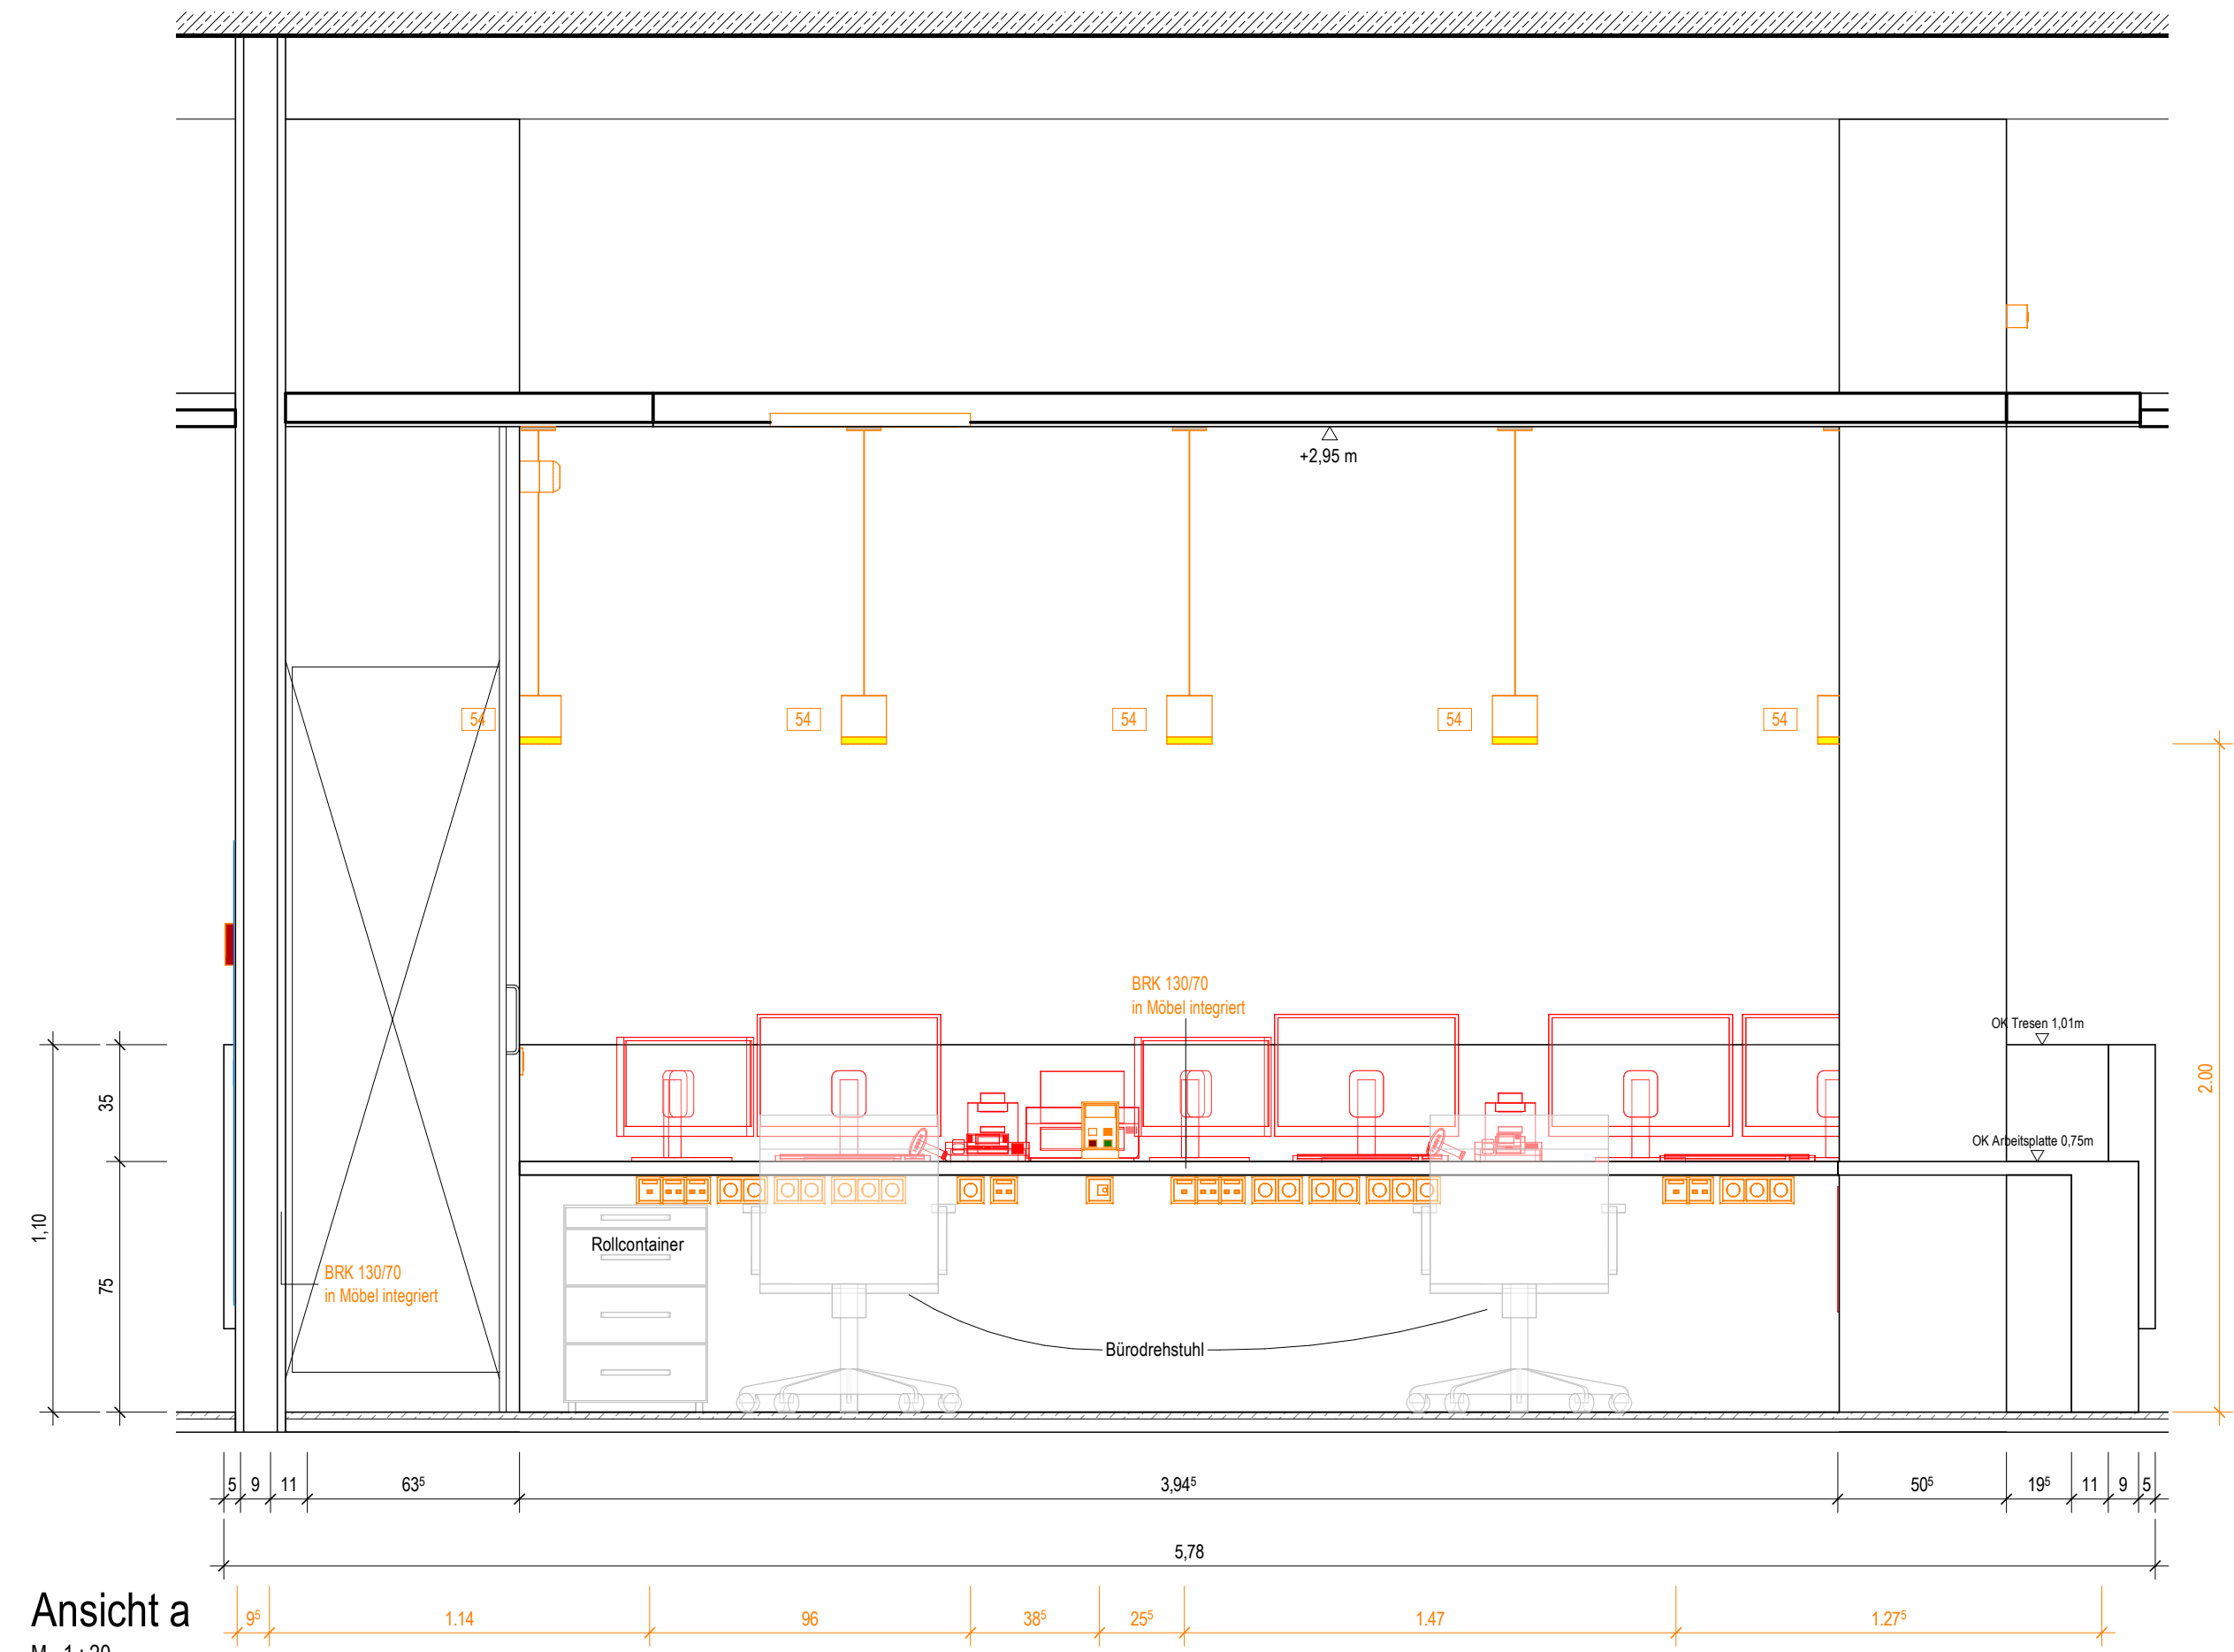 +2,95 m
54
54
54
54
54
BRK 130/70
in Möbel integriert
OK Tresen 1,01m
OK Arbeitsplatte 0,75m
2.00
35
1,10
75
Rollcontainer
BRK 130/70
in Möbel integriert
Bürodrehstuhl
5 9 11 63⁵ 3,94⁵ 50⁵ 19⁵ 11 9 5
5,78
Ansicht a
9⁵ 1.14 96 38⁵ 25⁵ 1.47 1.27⁵